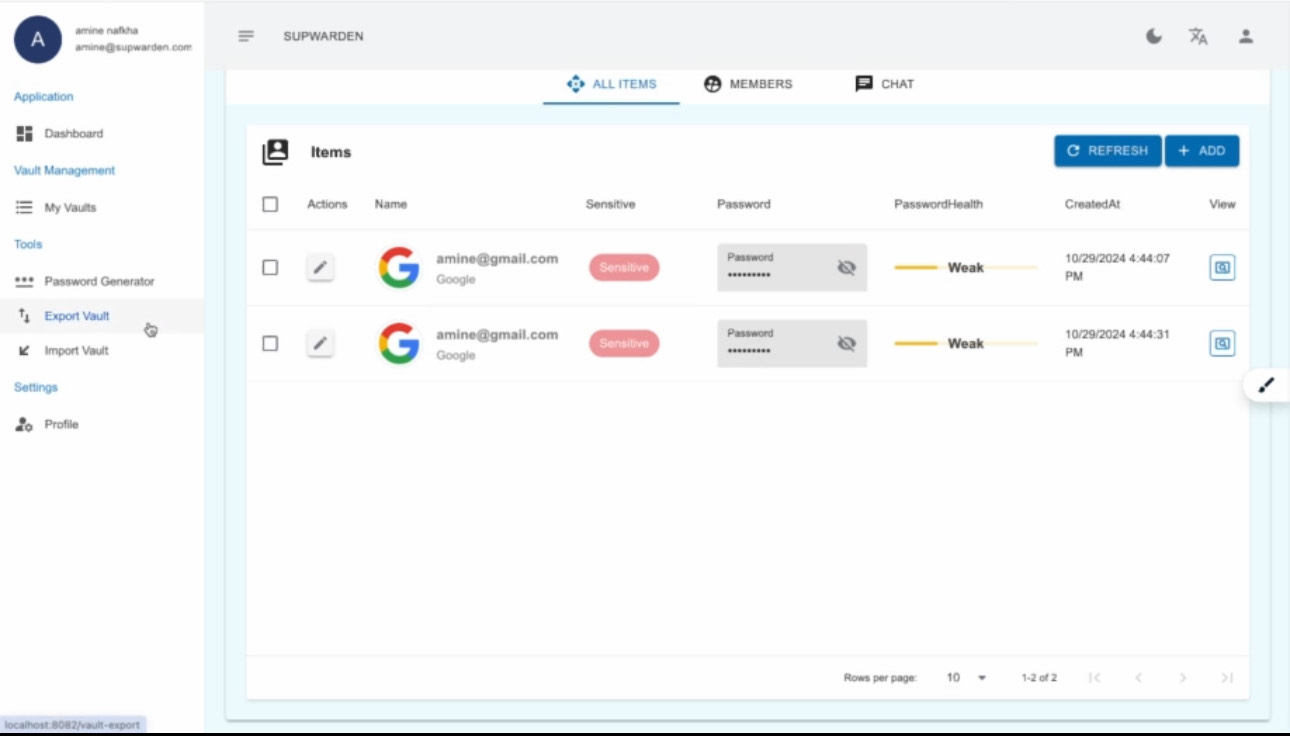 A
amine nafkha
amine@supwarden.com
SUPWARDEN
Application
Dashboard
Vault Management
My Vaults
Tools
Password Generator
Export Vault
Import Vault
Settings
Profile
ALL ITEMS
MEMBERS
CHAT
Items
REFRESH
+ ADD
Actions
Name
Sensitive
Password
PasswordHealth
CreatedAt
View
amine@gmail.com
Google
Sensitive
Password
•••••••••
Weak
10/29/2024 4:44:07
PM
amine@gmail.com
Google
Sensitive
Password
•••••••••
Weak
10/29/2024 4:44:31
PM
Rows per page:
10
1-2 of 2
localhost:8082/vault-export